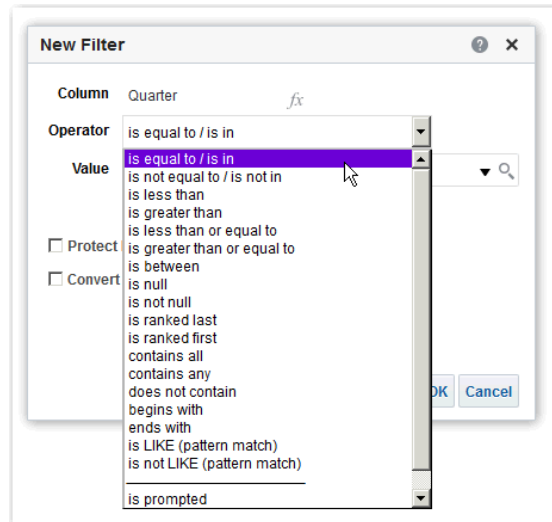 New Filter
Column Quarter fx
Operator is equal to / is in
Value
is equal to / is in
is not equal to / is not in
is less than
is greater than
is less than or equal to
is greater than or equal to
Protect
is between
Convert
is null
is not null
is ranked last
is ranked first
contains all
contains any
does not contain
OK Cancel
begins with
ends with
is LIKE (pattern match)
is not LIKE (pattern match)
is prompted